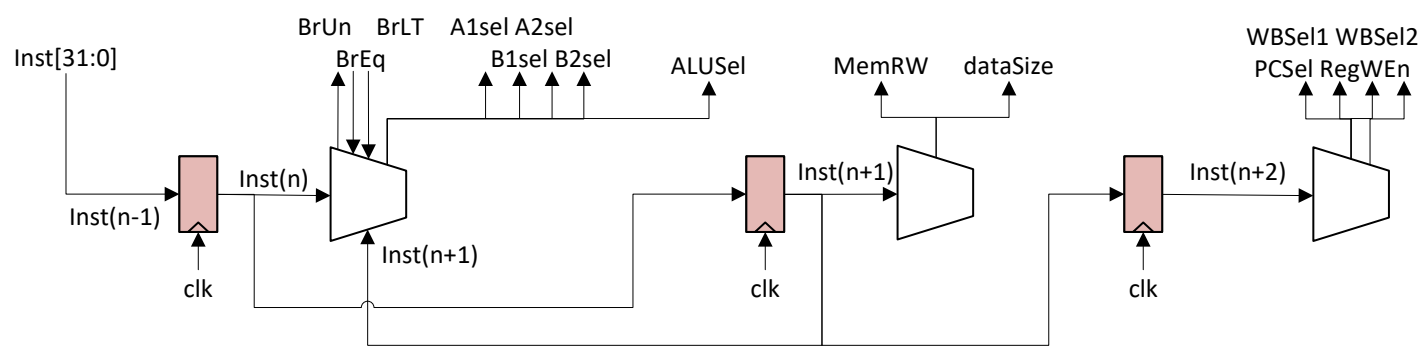 BrUn BrLT A1sel A2sel
WBSel1 WBSel2
Inst[31:0]
BrEq
B1sel B2sel
ALUSel
MemRW
dataSize
PCSel RegWEn
Inst(n)
Inst(n+1)
Inst(n+2)
Inst(n-1)
Inst(n+1)
clk
clk
clk